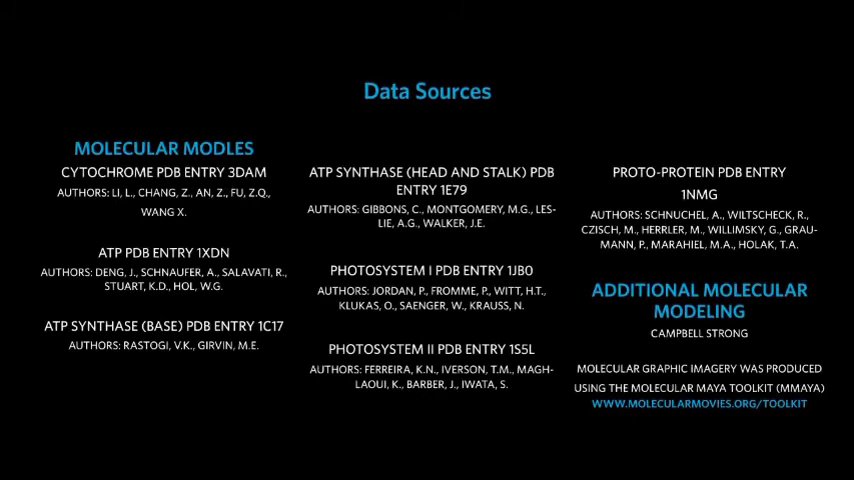 Data Sources
MOLECULAR MODLES
CYTOCHROME PDB ENTRY 3DAM
AUTHORS: LI, L., CHANG, Z., AN, Z., FU, Z.Q.,
WANG X.
ATP PDB ENTRY 1XDN
AUTHORS: DENG, J., SCHNAUFER, A., SALAVATI, R.,
STUART, K.D., HOL, W.G.
ATP SYNTHASE (BASE) PDB ENTRY 1C17
AUTHORS: RASTOGI, V.K., GIRVIN, M.E.
ATP SYNTHASE (HEAD AND STALK) PDB
ENTRY 1E79
AUTHORS: GIBBONS, C., MONTGOMERY, M.G., LES-
LIE, A.G., WALKER, J.E.
PHOTOSYSTEM I PDB ENTRY 1JB0
AUTHORS: JORDAN, P., FROMME, P., WITT, H.T.,
KLUKAS, O., SAENGER, W., KRAUSS, N.
PHOTOSYSTEM II PDB ENTRY 1S5L
AUTHORS: FERREIRA, K.N., IVERSON, T.M., MAGH-
LAOUI, K., BARBER, J., IWATA, S.
PROTO-PROTEIN PDB ENTRY
1NMG
AUTHORS: SCHNUCHEL, A., WILTSCHECK, R.,
CZISCH, M., HERRLER, M., WILLIMSKY, G., GRAU-
MANN, P., MARAHIEL, M.A., HOLAK, T.A.
ADDITIONAL MOLECULAR
MODELING
CAMPBELL STRONG
MOLECULAR GRAPHIC IMAGERY WAS PRODUCED
USING THE MOLECULAR MAYA TOOLKIT (MMAYA)
WWW.MOLECULARMOVIES.ORG/TOOLKIT